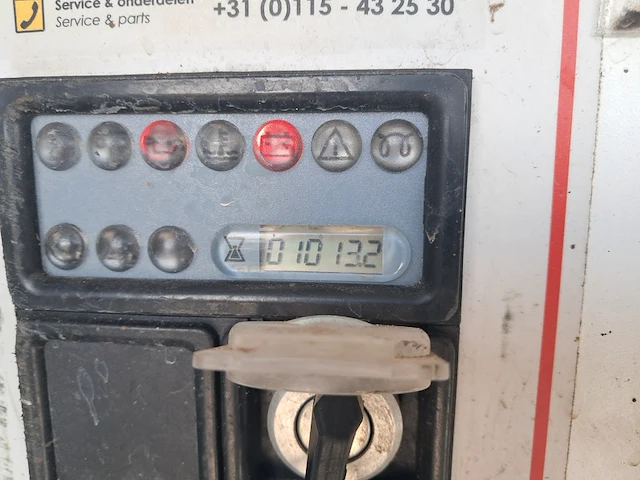 Service & onderdelen
Service & parts
+31 (0)115 - 43 25 30
01013.2